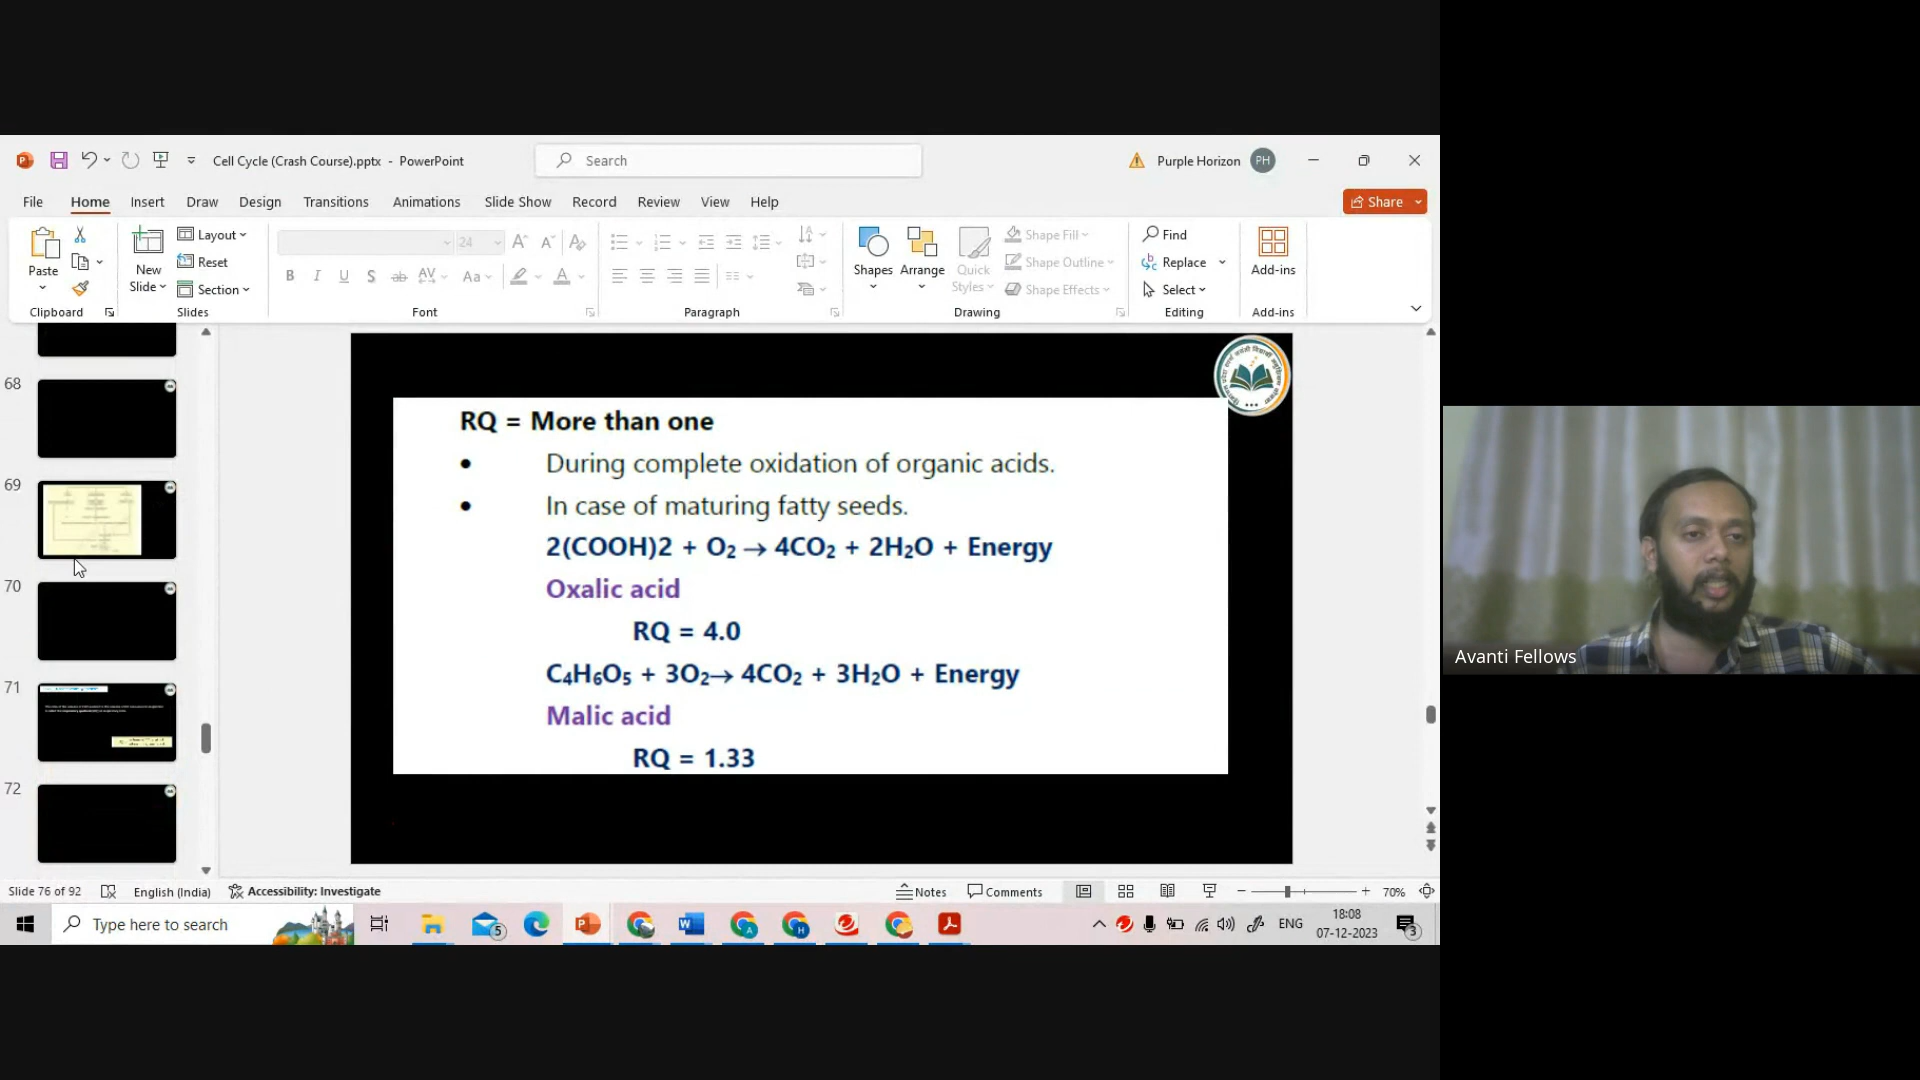 Cell Cycle (Crash Course).pptx - PowerPoint
Search
Purple Horizon PH
File Home Insert Draw Design Transitions Animations Slide Show Record Review View Help
Share
Paste
New Slide
Layout
Reset
Section
24
Shapes
Arrange
Quick Styles
Shape Fill
Shape Outline
Shape Effects
Find
Replace
Select
Add-ins
Clipboard Slides Font Paragraph Drawing Editing Add-ins
68
69
70
71
72
RQ = More than one
• During complete oxidation of organic acids.
• In case of maturing fatty seeds.
2(COOH)2 + O₂ → 4CO₂ + 2H₂O + Energy
Oxalic acid
RQ = 4.0
C₄H₆O₅ + 3O₂→ 4CO₂ + 3H₂O + Energy
Malic acid
RQ = 1.33
Avanti Fellows
Slide 76 of 92 English (India) Accessibility: Investigate Notes Comments 70%
Type here to search
5
ENG
18:08
07-12-2023
3